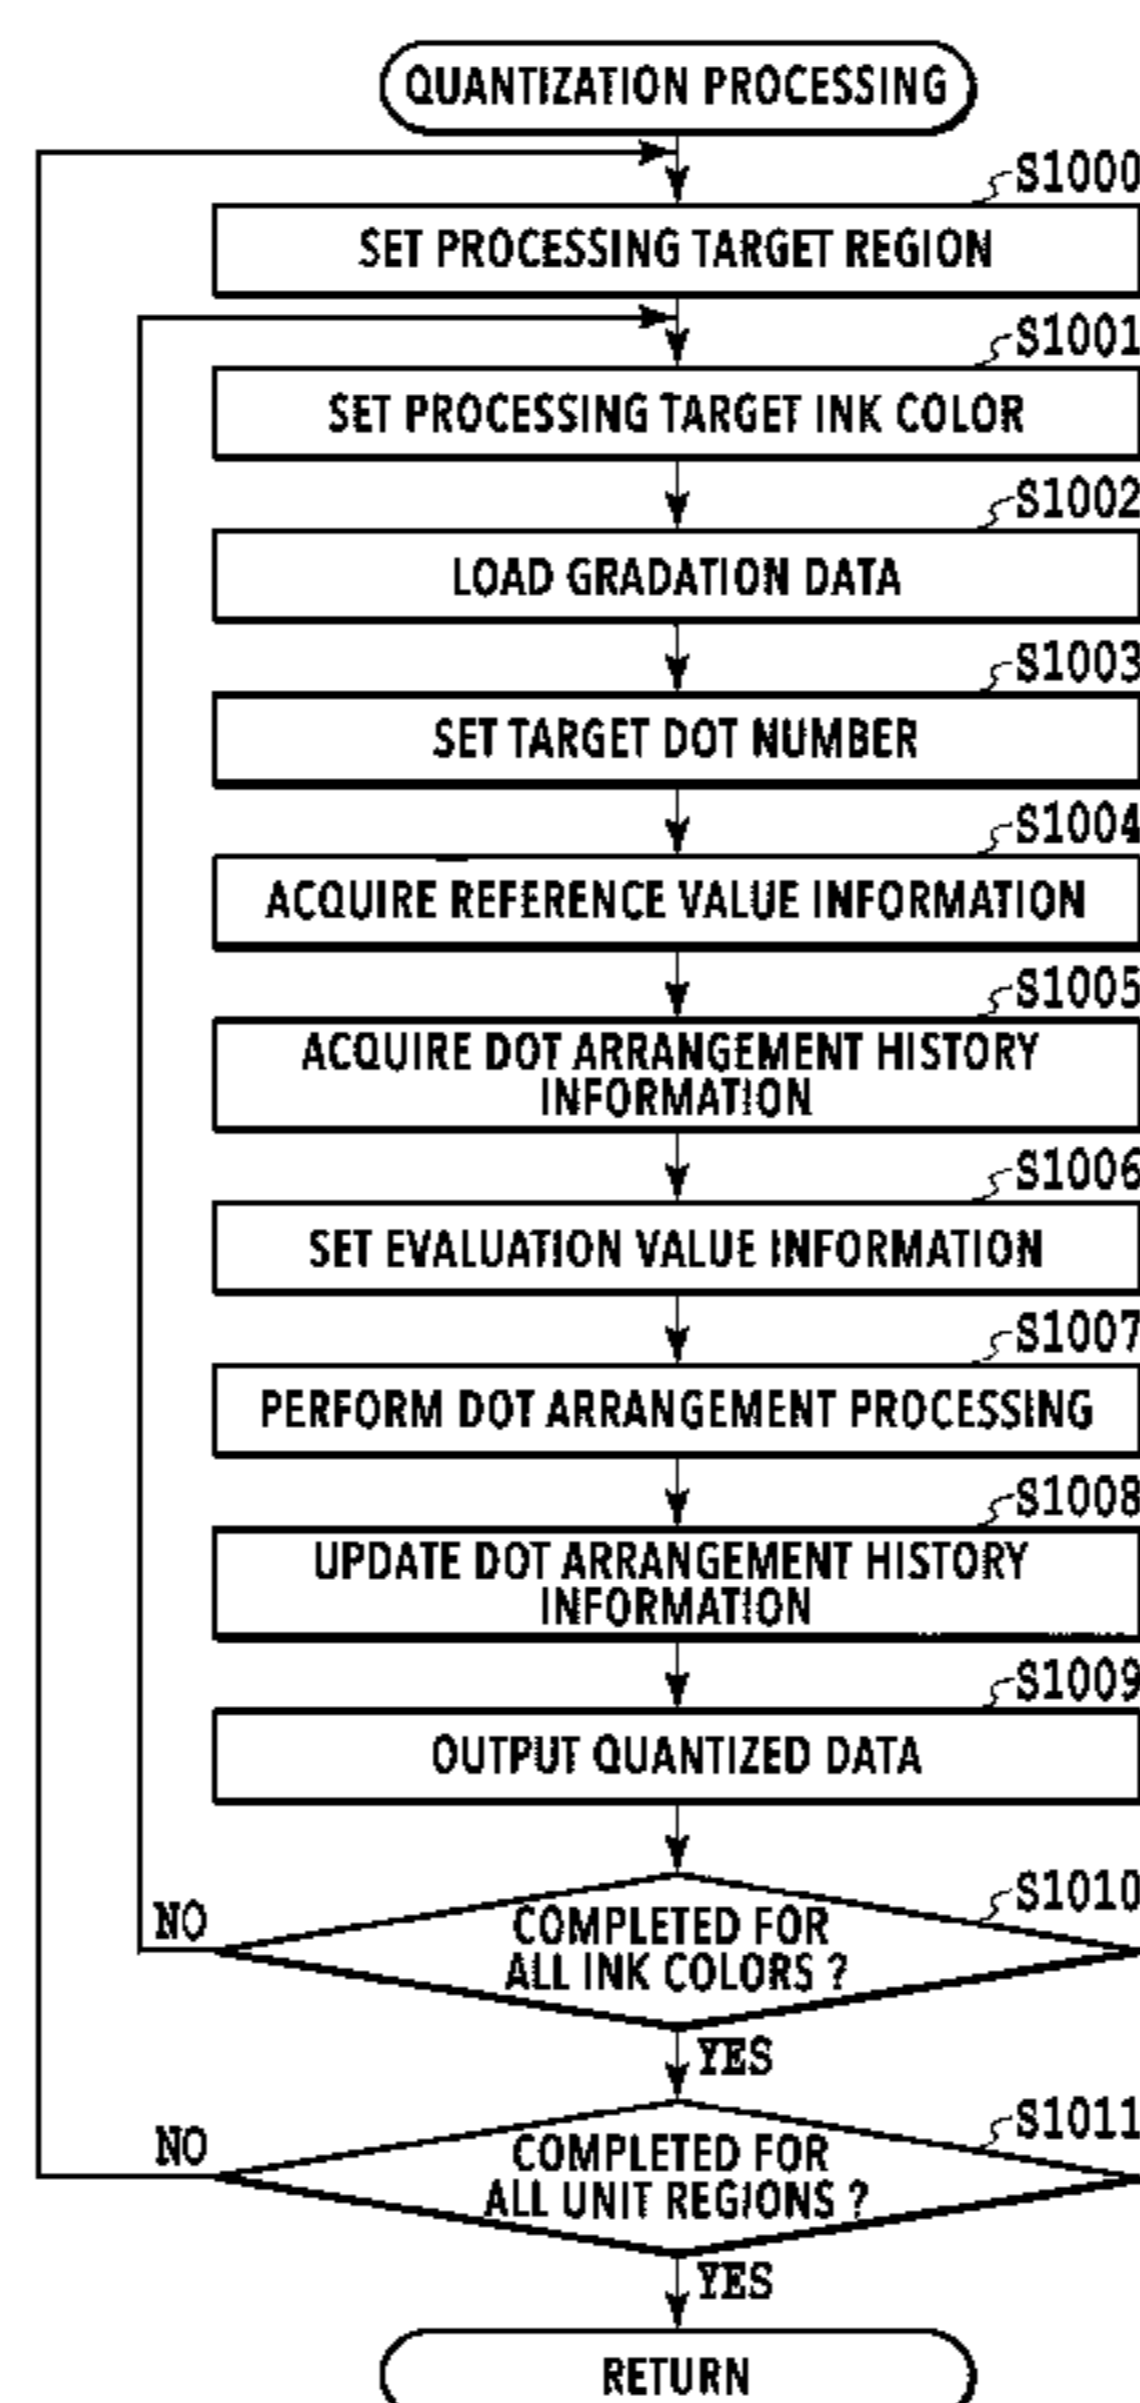 QUANTIZATION PROCESSING
S1000
SET PROCESSING TARGET REGION
S1001
SET PROCESSING TARGET INK COLOR
S1002
LOAD GRADATION DATA
S1003
SET TARGET DOT NUMBER
S1004
ACQUIRE REFERENCE VALUE INFORMATION
S1005
ACQUIRE DOT ARRANGEMENT HISTORY
INFORMATION
S1006
SET EVALUATION VALUE INFORMATION
S1007
PERFORM DOT ARRANGEMENT PROCESSING
S1008
UPDATE DOT ARRANGEMENT HISTORY
INFORMATION
S1009
OUTPUT QUANTIZED DATA
S1010
NO
COMPLETED FOR
ALL INK COLORS ?
YES
S1011
NO
COMPLETED FOR
ALL UNIT REGIONS ?
YES
RETURN